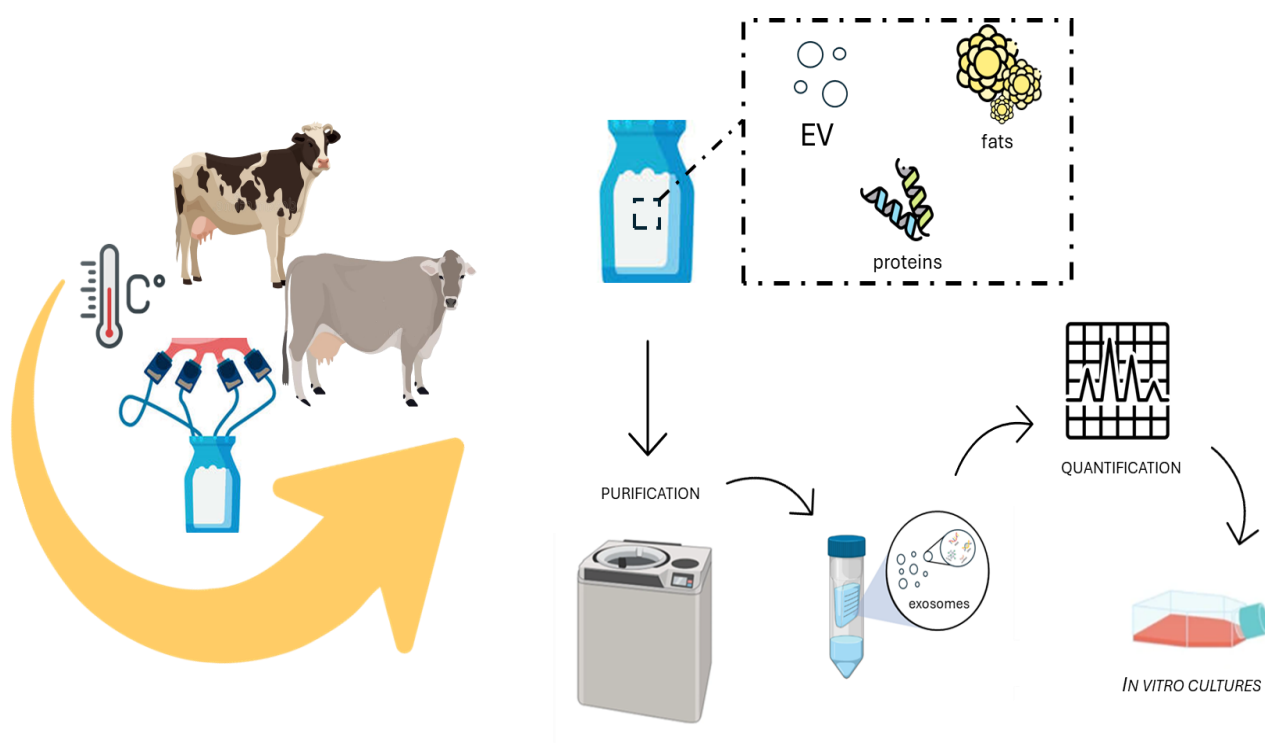 C°
EV
fats
proteins
PURIFICATION
exosomes
QUANTIFICATION
IN VITRO CULTURES